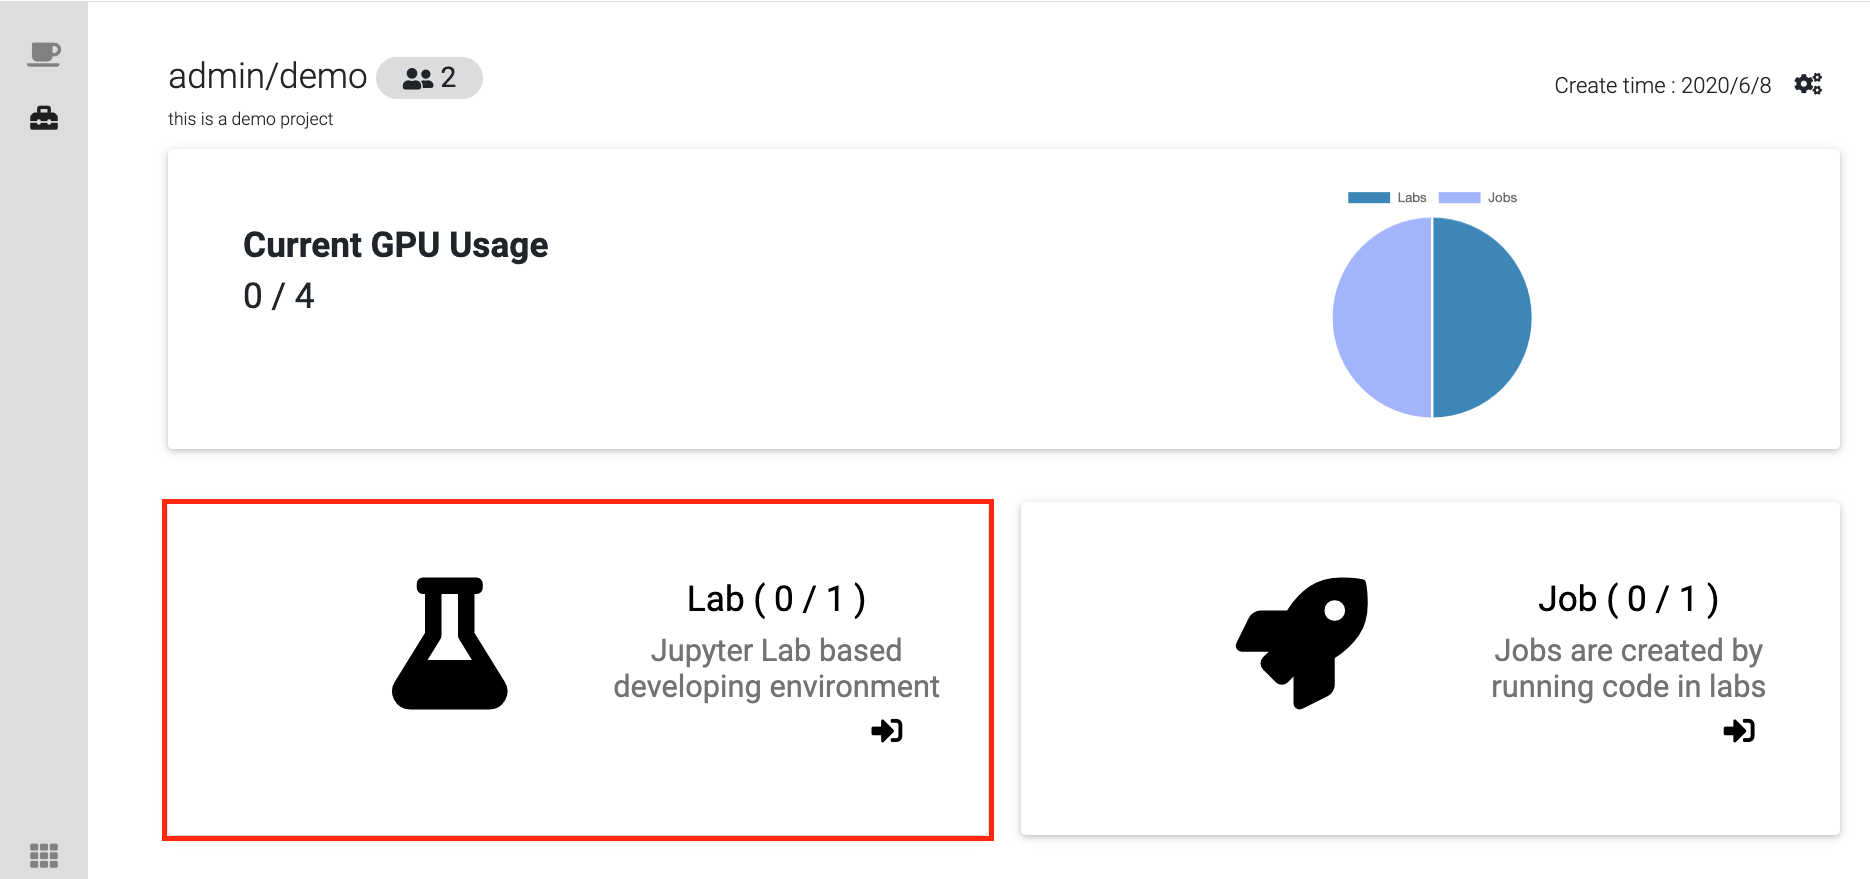 admin/demo 2
this is a demo project
Create time : 2020/6/8
Current GPU Usage
0 / 4
Labs Jobs
Lab ( 0 / 1 )
Jupyter Lab based
developing environment
Job ( 0 / 1 )
Jobs are created by
running code in labs